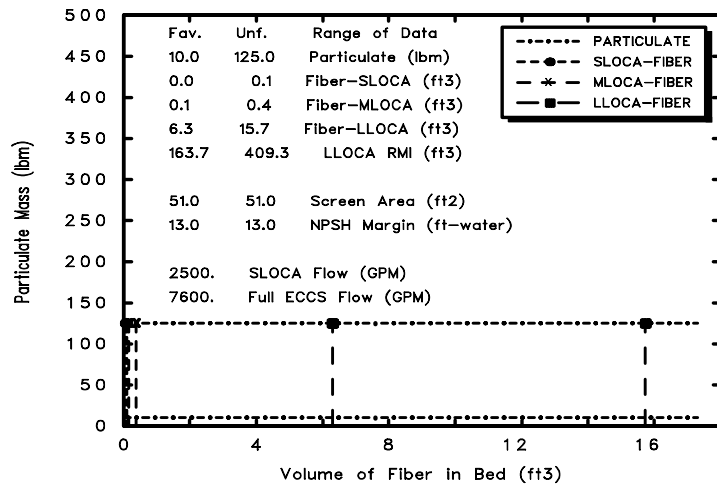 500
450
400
350
300
250
200
150
100
50
0
Particulate Mass (lbm)
Fav. Unf. Range of Data
10.0 125.0 Particulate (lbm)
0.0 0.1 Fiber-SLOCA (ft3)
0.1 0.4 Fiber-MLOCA (ft3)
6.3 15.7 Fiber-LLOCA (ft3)
163.7 409.3 LLOCA RMI (ft3)
51.0 51.0 Screen Area (ft2)
13.0 13.0 NPSH Margin (ft-water)
2500. SLOCA Flow (GPM)
7600. Full ECCS Flow (GPM)
PARTICULATE
SLOCA-FIBER
MLOCA-FIBER
LLOCA-FIBER
0 4 8 12 16
Volume of Fiber in Bed (ft3)